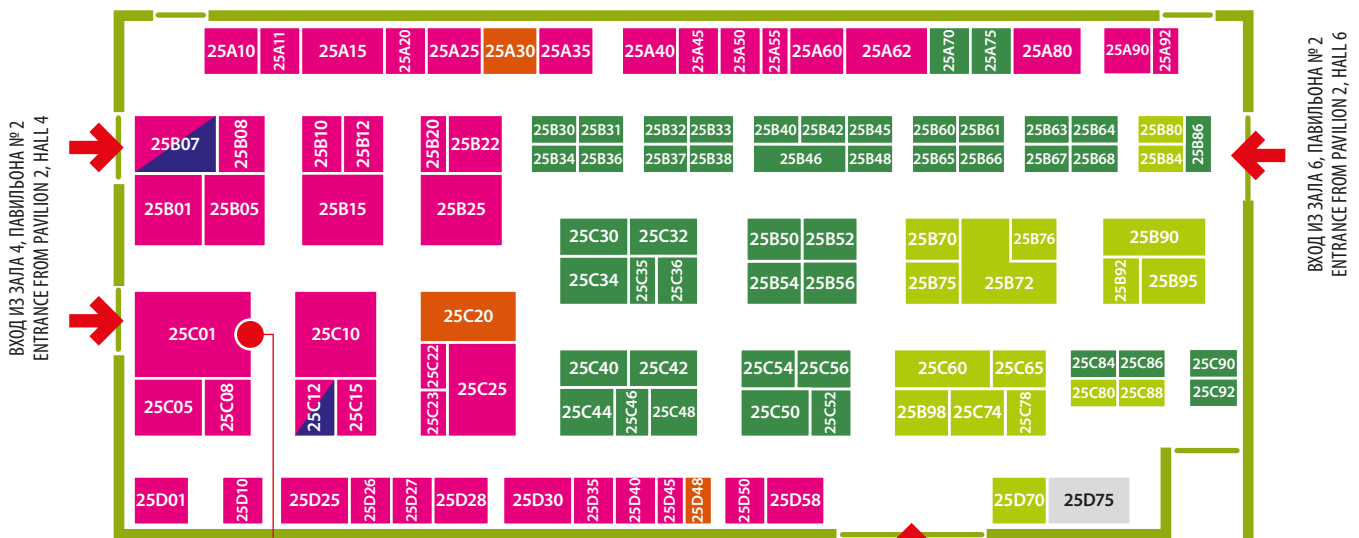 25A10 25A11 25A15 25A20 25A25 25A30 25A35 25A40 25A45 25A50 25A55 25A60 25A62 25A70 25A75 25A80 25A90 25A92
ВХОД ИЗ ЗАЛА 4, ПАВИЛЬОНА № 2
ENTRANCE FROM PAVILION 2, HALL 4
25B07 25B08 25B10 25B12 25B20 25B22
25B30 25B31 25B32 25B33 25B40 25B42 25B45 25B60 25B61 25B63 25B64 25B80 25B86
25B34 25B36 25B37 25B38 25B46 25B48 25B65 25B66 25B67 25B68 25B84
25B01 25B05 25B15 25B25
25C30 25C32 25B50 25B52 25B70 25B76 25B90
25C34 25C35 25C36 25B54 25B56 25B75 25B72 25B92 25B95
25C01 25C10 25C20
25C22 25C25
25C40 25C42 25C54 25C56 25C60 25C65 25C84 25C86 25C90
25C80 25C88 25C92
25C05 25C08 25C12 25C15 25C23 25C44 25C46 25C48 25C50 25C52 25B98 25C74 25C78
25D01 25D10 25D25 25D26 25D27 25D28 25D30 25D35 25D40 25D45 25D48 25D50 25D58 25D70 25D75
ВХОД ИЗ ЗАЛА 6, ПАВИЛЬОНА № 2
ENTRANCE FROM PAVILION 2, HALL 6